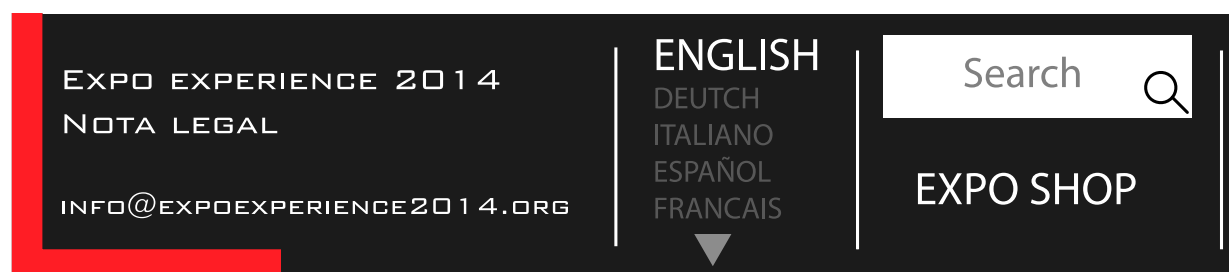 Expo experience 2014
Nota legal
info@expoexperience2014.org
ENGLISH
DEUTCH
ITALIANO
ESPAÑOL
FRANCAIS
Search
EXPO SHOP